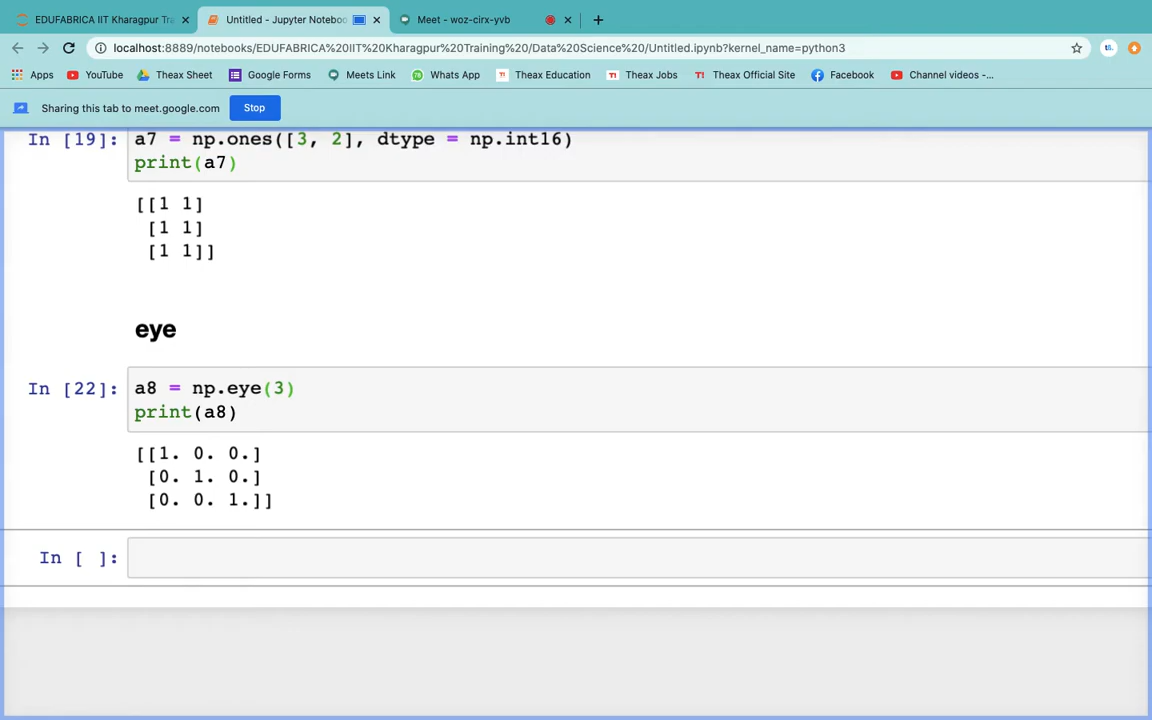 EDUFABRICA IIT Kharagpur Tra
Untitled - Jupyter Noteboo
Meet - woz-cirx-yvb
localhost:8889/notebooks/EDUFABRICA%20IIT%20Kharagpur%20Training%20/Data%20Science%20/Untitled.ipynb?kernel_name=python3
Apps YouTube Theax Sheet Google Forms Meets Link Whats App Theax Education Theax Jobs Theax Official Site Facebook Channel videos -...
Sharing this tab to meet.google.com Stop
In [19]: a7 = np.ones([3, 2], dtype = np.int16)
print(a7)
[[1 1]
[1 1]
[1 1]]
eye
In [22]: a8 = np.eye(3)
print(a8)
[[1. 0. 0.]
[0. 1. 0.]
[0. 0. 1.]]
In [ ]: